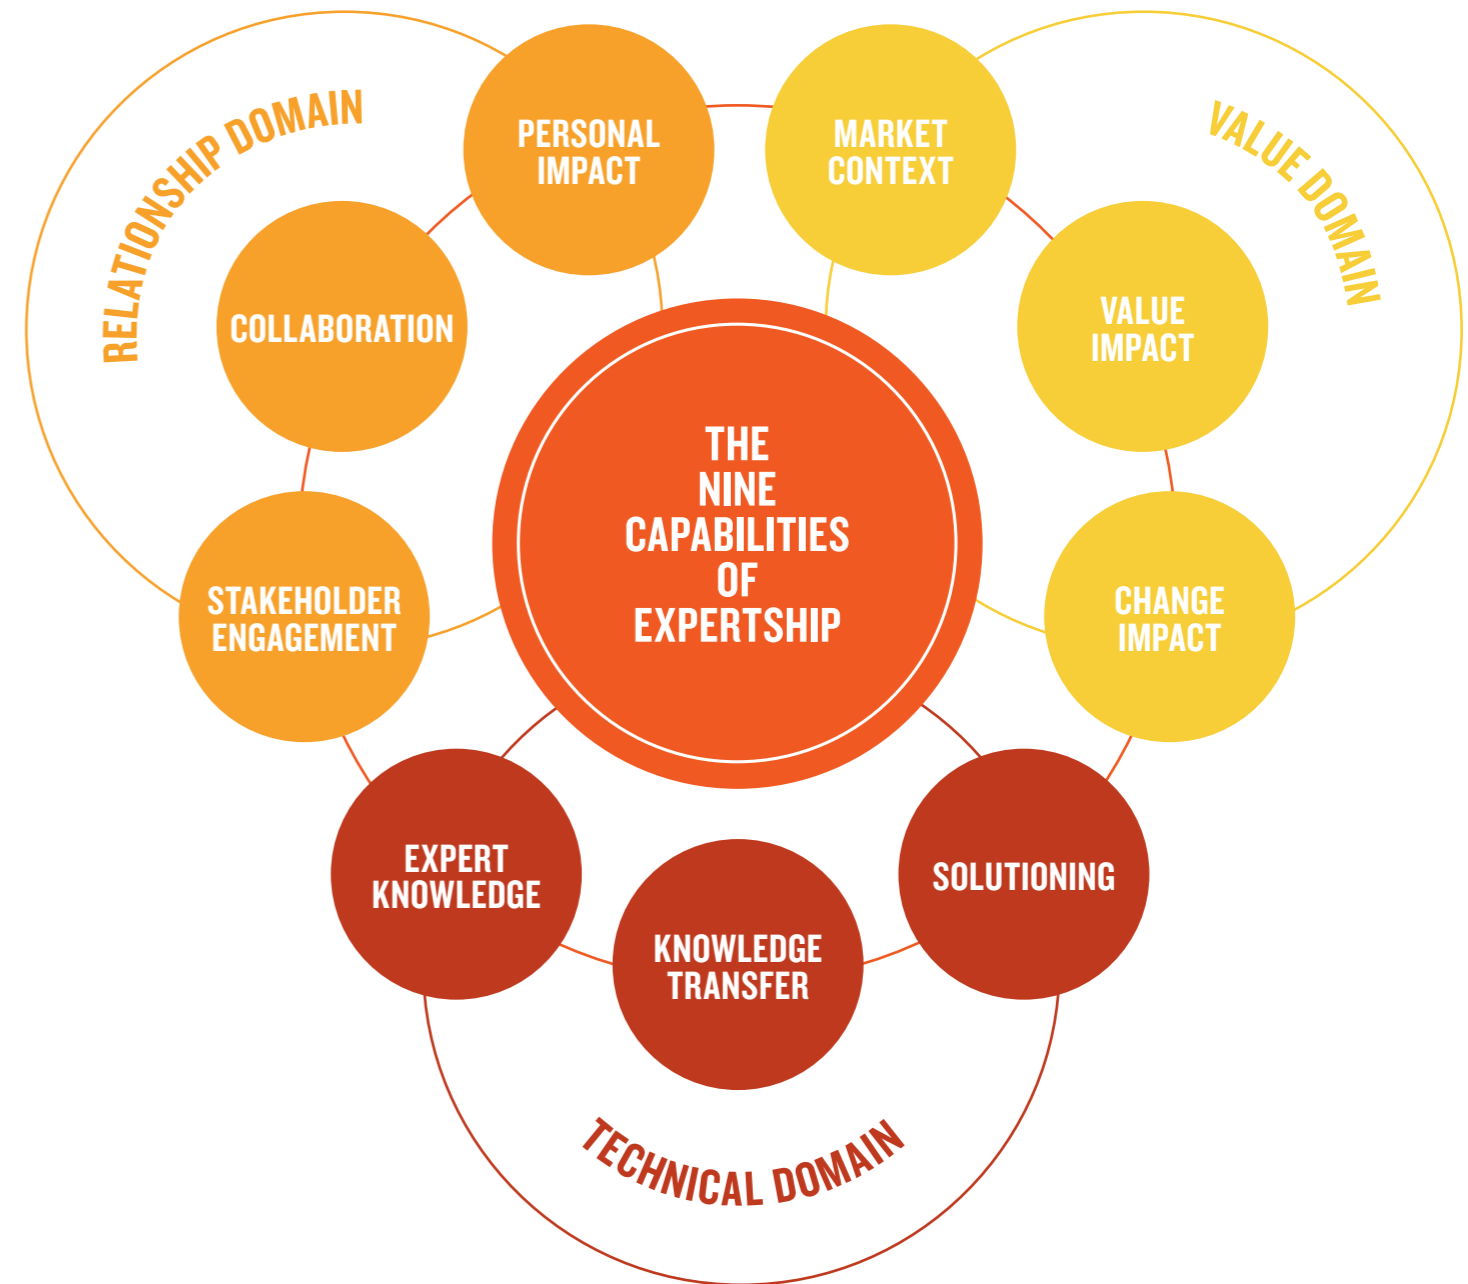 RELATIONSHIP DOMAIN
PERSONAL
IMPACT
COLLABORATION
STAKEHOLDER
ENGAGEMENT
VALUE DOMAIN
MARKET
CONTEXT
VALUE
IMPACT
CHANGE
IMPACT
THE
NINE
CAPABILITIES
OF
EXPERTSHIP
EXPERT
KNOWLEDGE
KNOWLEDGE
TRANSFER
SOLUTIONING
TECHNICAL DOMAIN